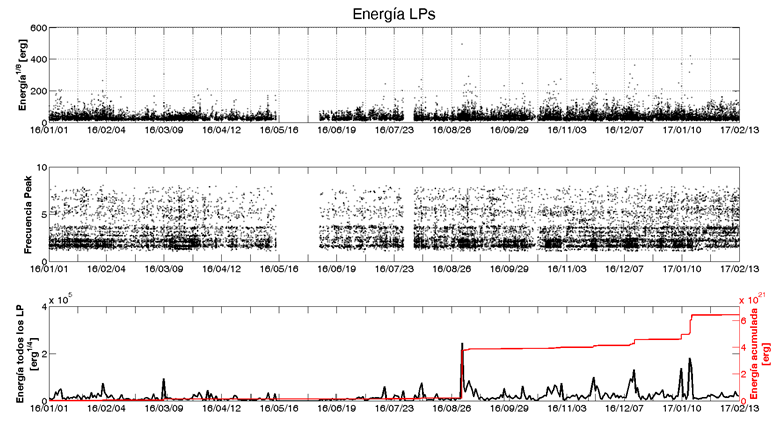 Energía LPs
600
400
200
0
Energía1/8 [erg]
16/01/01 16/02/04 16/03/09 16/04/12 16/05/16 16/06/19 16/07/23 16/08/26 16/09/29 16/11/03 16/12/07 17/01/10 17/02/13
10
5
0
Frecuencia Peak
16/01/01 16/02/04 16/03/09 16/04/12 16/05/16 16/06/19 16/07/23 16/08/26 16/09/29 16/11/03 16/12/07 17/01/10 17/02/13
x 10^5
4
2
0
Energía todos los LP
[erg1/4]
x 10^21
6
4
2
0
Energía acumulada
[erg]
16/01/01 16/02/04 16/03/09 16/04/12 16/05/16 16/06/19 16/07/23 16/08/26 16/09/29 16/11/03 16/12/07 17/01/10 17/02/13